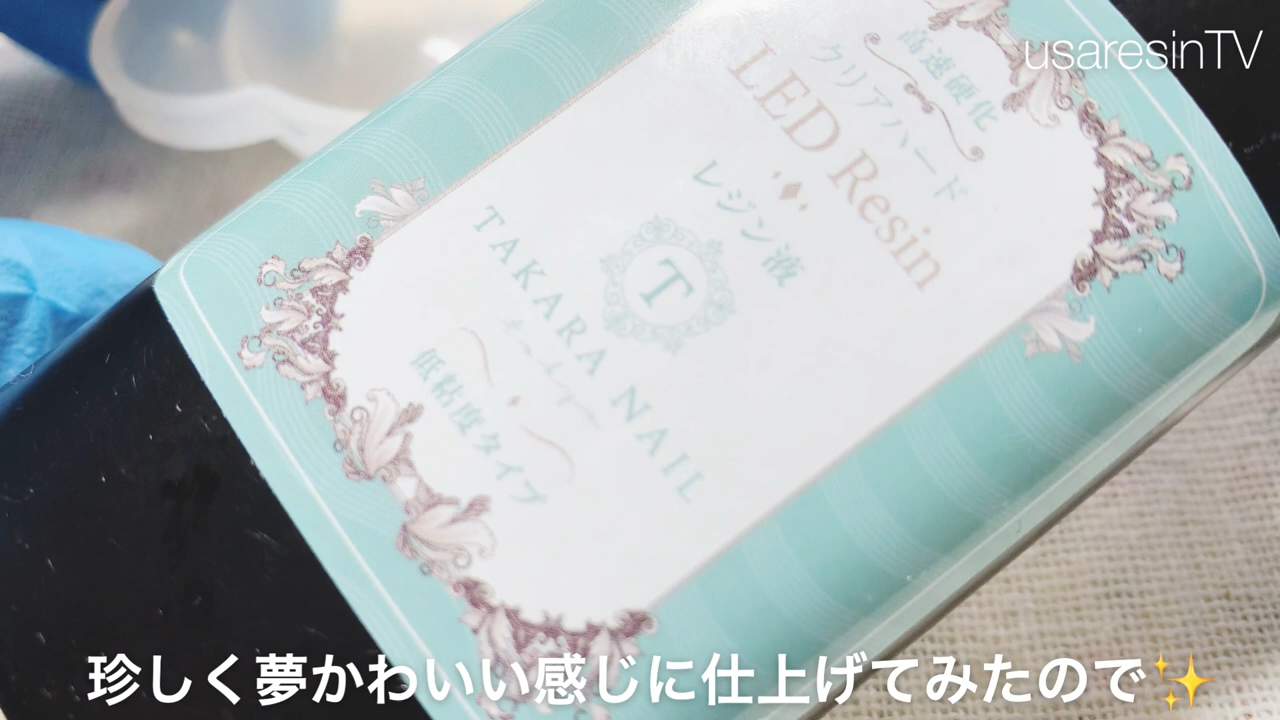 usaresinTV
高速硬化
クリアハード
LED Resin
レジン液
T
TAKARA NAIL
低粘度タイプ
珍しく夢かわいい感じに仕上げてみたので✨